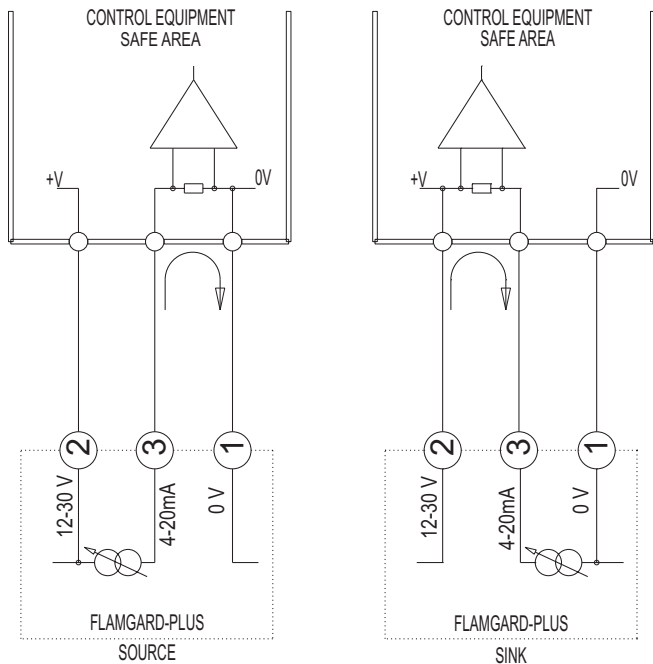 CONTROL EQUIPMENT
SAFE AREA
+V
0V
2
3
1
12-30 V
4-20mA
0 V
FLAMGARD-PLUS
SOURCE
CONTROL EQUIPMENT
SAFE AREA
+V
0V
2
3
1
12-30 V
4-20mA
0 V
FLAMGARD-PLUS
SINK